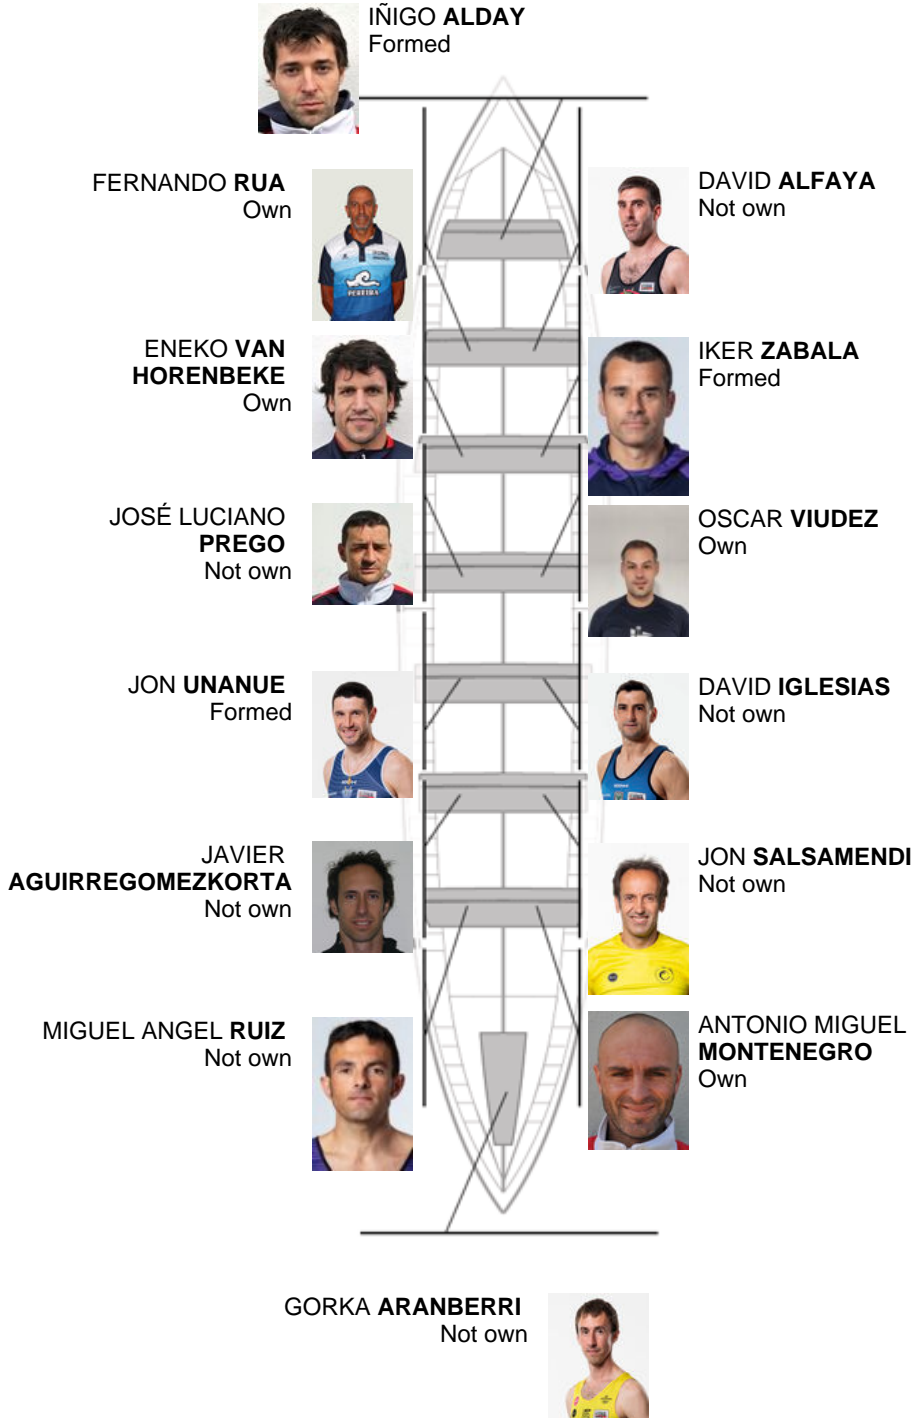 IÑIGO ALDAY
Formed
FERNANDO RUA
Own
DAVID ALFAYA
Not own
ENEKO VAN
HORENBEKE
Own
IKER ZABALA
Formed
JOSÉ LUCIANO
PREGO
Not own
OSCAR VIUDEZ
Own
JON UNANUE
Formed
DAVID IGLESIAS
Not own
JAVIER
AGUIRREGOMEZKORTA
Not own
JON SALSAMENDI
Not own
MIGUEL ANGEL RUIZ
Not own
ANTONIO MIGUEL
MONTENEGRO
Own
GORKA ARANBERRI
Not own